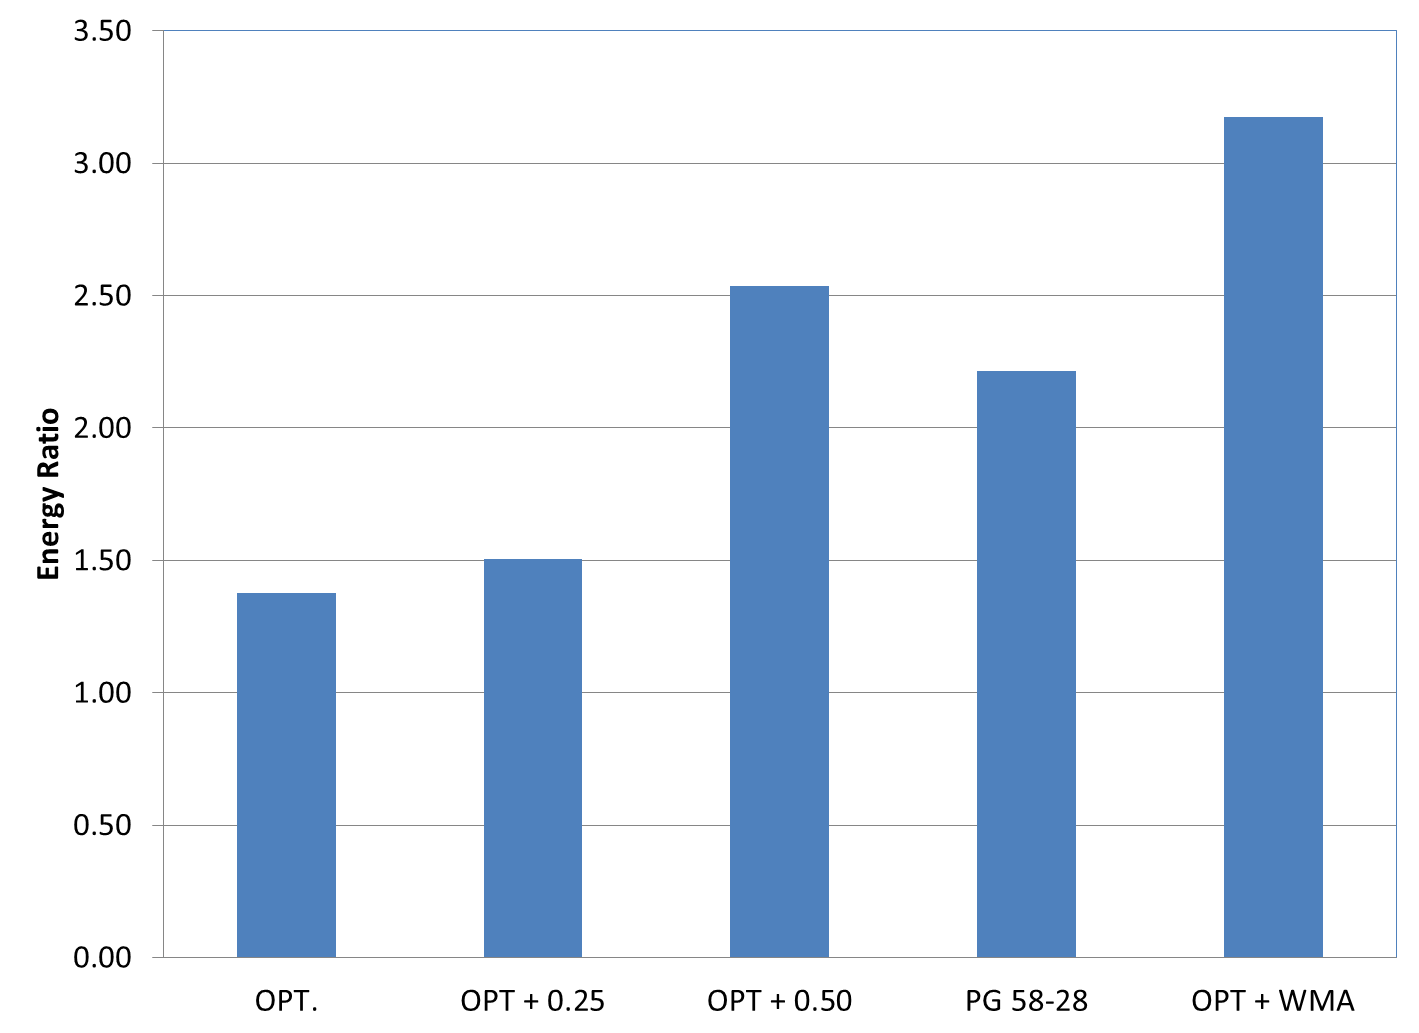 3.50
3.00
2.50
2.00
1.50
1.00
0.50
0.00
Energy Ratio
OPT.
OPT + 0.25
OPT + 0.50
PG 58-28
OPT + WMA